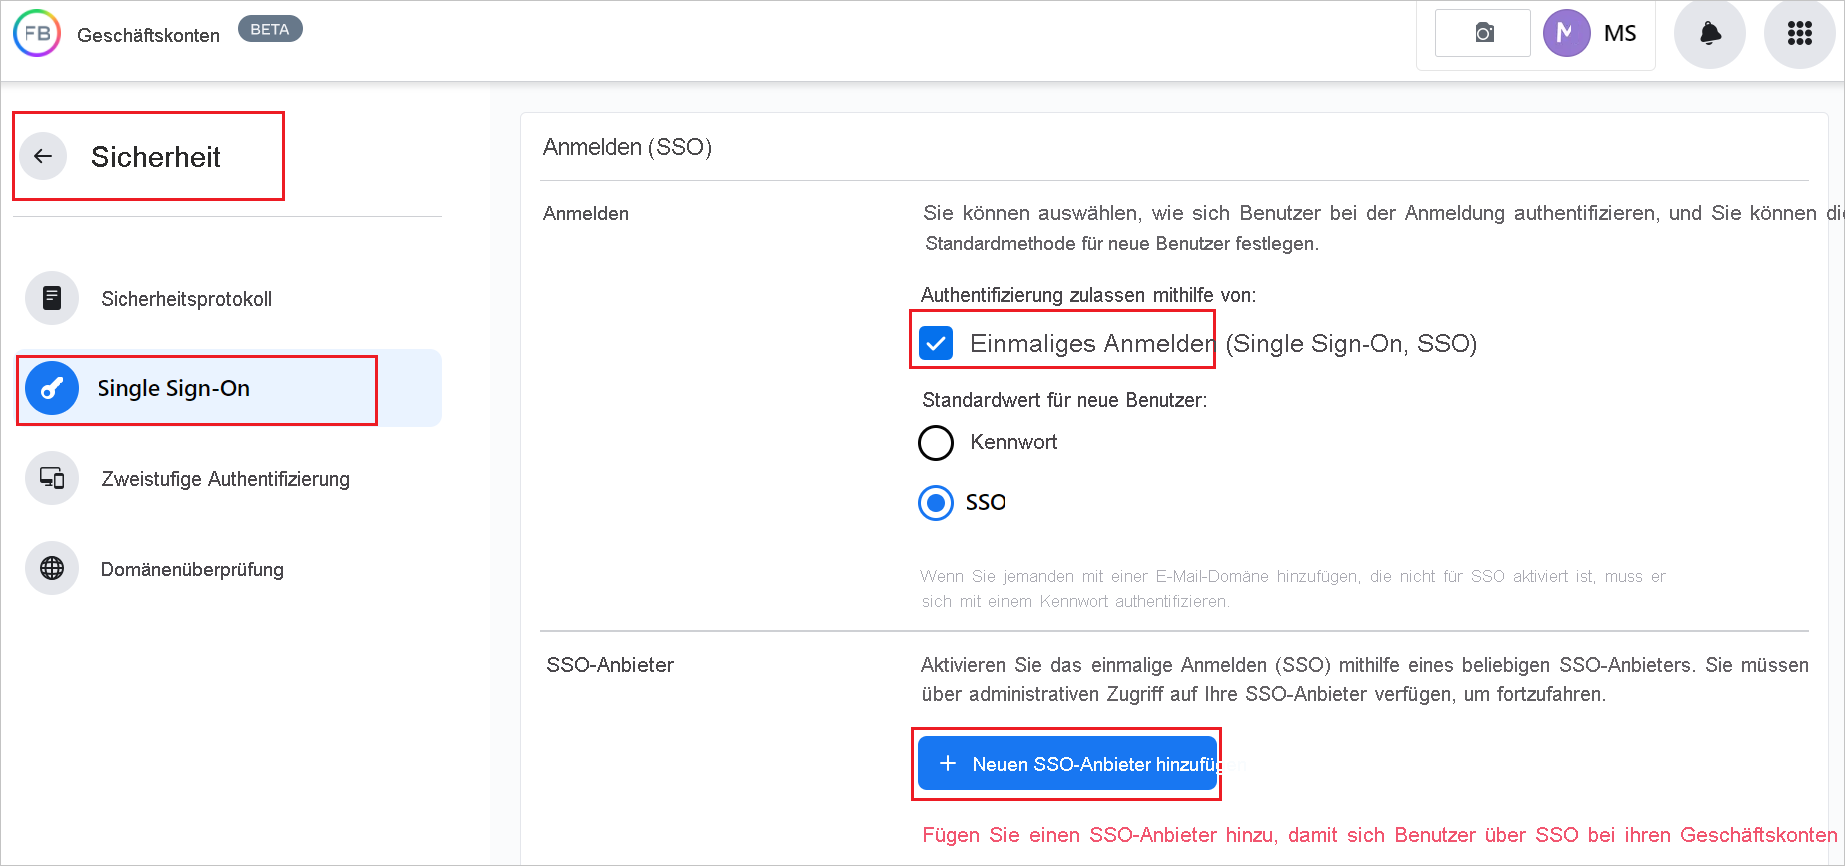 FB
Geschäftskonten
BETA
MS
Sicherheit
Sicherheitsprotokoll
Single Sign-On
Zweistufige Authentifizierung
Domänenüberprüfung
Anmelden (SSO)
Anmelden
Sie können auswählen, wie sich Benutzer bei der Anmeldung authentifizieren, und Sie können
Standardmethode für neue Benutzer festlegen.
Authentifizierung zulassen mithilfe von:
Einmaliges Anmelden (Single Sign-On, SSO)
Standardwert für neue Benutzer:
Kennwort
SSO
Wenn Sie jemanden mit einer E-Mail-Domäne hinzufügen, die nicht für SSO aktiviert ist, muss er
sich mit einem Kennwort authentifizieren.
SSO-Anbieter
Aktivieren Sie das einmalige Anmelden (SSO) mithilfe eines beliebigen SSO-Anbieters. Sie müssen
über administrativen Zugriff auf Ihre SSO-Anbieter verfügen, um fortzufahren.
+ Neuen SSO-Anbieter hinzufügen
Fügen Sie einen SSO-Anbieter hinzu, damit sich Benutzer über SSO bei ihren Geschäftskonten